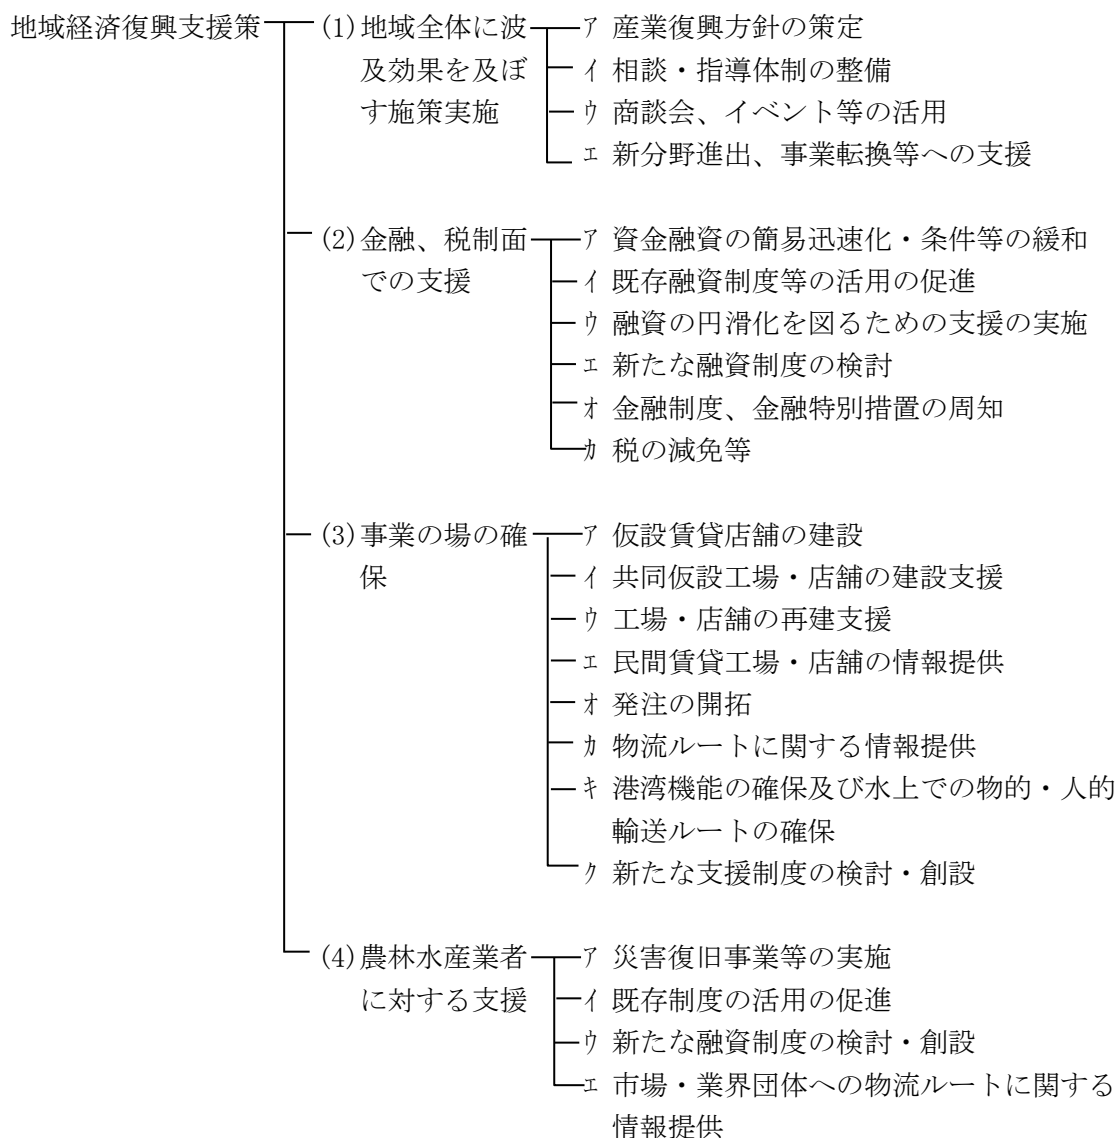 地域経済復興支援策
(1)地域全体に波
及効果を及ぼ
す施策実施
ｱ 産業復興方針の策定
ｲ 相談・指導体制の整備
ｳ 商談会、イベント等の活用
ｴ 新分野進出、事業転換等への支援
(2)金融、税制面
での支援
ｱ 資金融資の簡易迅速化・条件等の緩和
ｲ 既存融資制度等の活用の促進
ｳ 融資の円滑化を図るための支援の実施
ｴ 新たな融資制度の検討
ｵ 金融制度、金融特別措置の周知
ｶ 税の減免等
(3)事業の場の確
保
ｱ 仮設賃貸店舗の建設
ｲ 共同仮設工場・店舗の建設支援
ｳ 工場・店舗の再建支援
ｴ 民間賃貸工場・店舗の情報提供
ｵ 発注の開拓
ｶ 物流ルートに関する情報提供
ｷ 港湾機能の確保及び水上での物的・人的
輸送ルートの確保
ｸ 新たな支援制度の検討・創設
(4)農林水産業者
に対する支援
ｱ 災害復旧事業等の実施
ｲ 既存制度の活用の促進
ｳ 新たな融資制度の検討・創設
ｴ 市場・業界団体への物流ルートに関する
情報提供